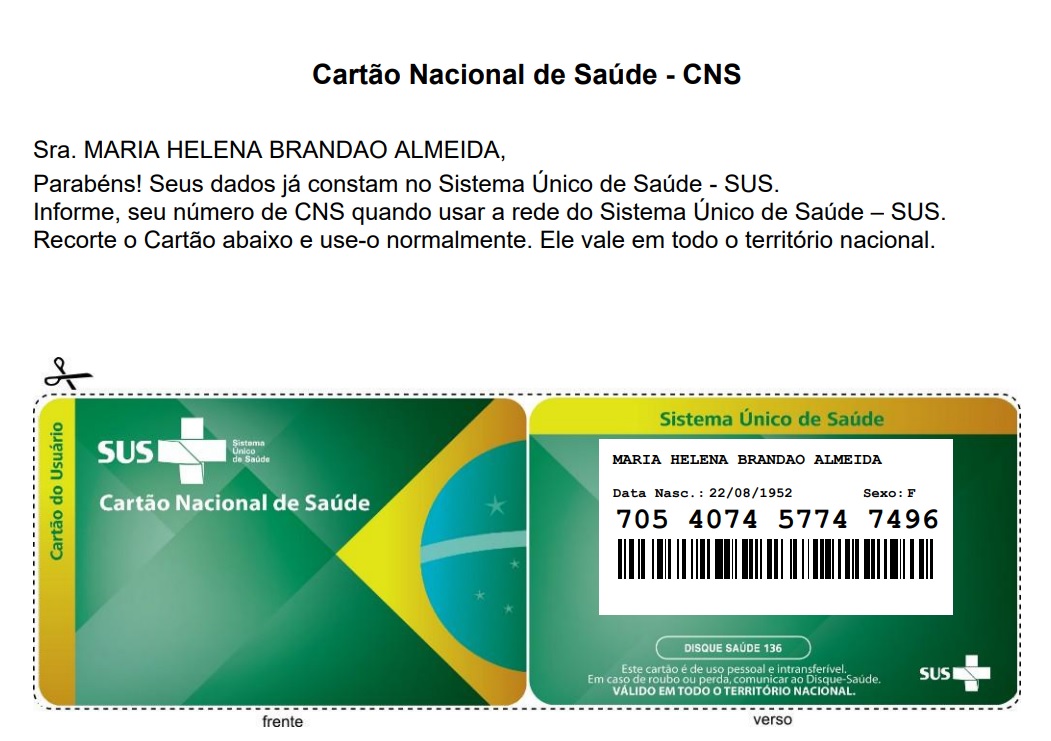 Cartão Nacional de Saúde - CNS
Sra. MARIA HELENA BRANDAO ALMEIDA,
Parabéns! Seus dados já constam no Sistema Único de Saúde - SUS.
Informe, seu número de CNS quando usar a rede do Sistema Único de Saúde – SUS.
Recorte o Cartão abaixo e use-o normalmente. Ele vale em todo o território nacional.
Cartão do Usuário
SUS
Sistema
Único
de Saúde
Cartão Nacional de Saúde
Sistema Único de Saúde
MARIA HELENA BRANDAO ALMEIDA
Data Nasc.: 22/08/1952 Sexo: F
705 4074 5774 7496
DISQUE SAÚDE 136
Este cartão é de uso pessoal e intransferível.
Em caso de roubo ou perda, comunicar ao Disque-Saúde.
VÁLIDO EM TODO O TERRITÓRIO NACIONAL.
SUS
frente
verso